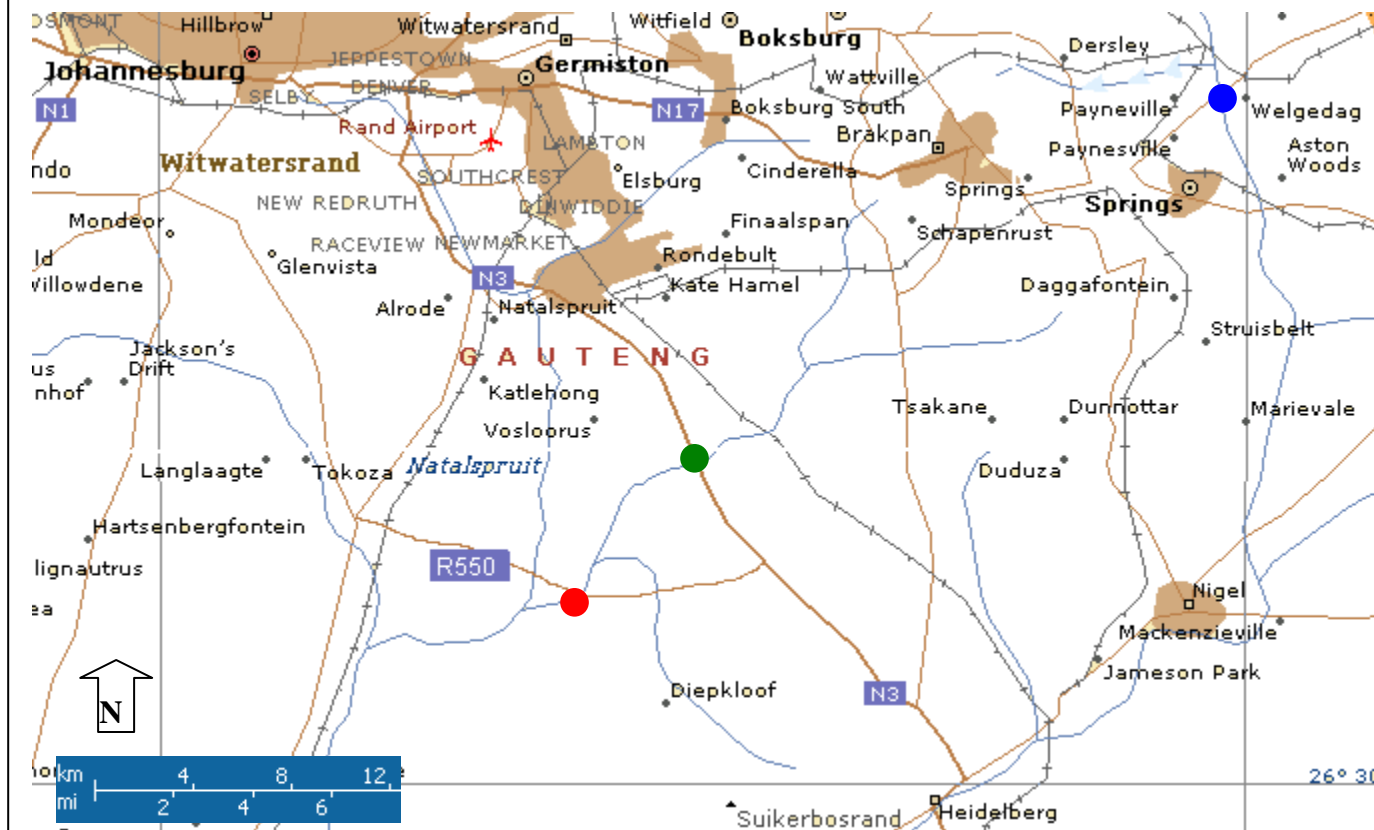 OSMONT
Hillbrow
Witwatersrand
Witfield
Boksburg
Dersley
Johannesburg
JEPPESTOWN
Germiston
Wattville
SELBY
DENVER
N1
N17
Boksburg South
Payneville
Welgedag
Rand Airport
LAMBTON
Brakpan
Paynesville
Aston
Woods
ndo
Witwatersrand
SOUTHCREST
Elsburg
Cinderella
Springs
Springs
NEW REDRUTH
DINWIDDIE
Mondeor
Finaalspan
Schapenrust
RACEVIEW
NEWMARKET
Rondebult
ld
Glenvista
Willowdene
N3
Kate Hamel
Daggafontein
Alrode
Natalspruit
Struisbelt
Jackson's
Drift
GAUTENG
us
nhof
Katlehong
Tsakane
Dunnottar
Marievale
Vosloorus
Langlaagte
Tokoza
Natalspruit
Duduza
Hartsenbergfontein
lignautrus
R550
Nigel
ea
Mackenzieville
Jameson Park
N
Diepkloof
N3
km
4
8
12
mi
2
4
6
26° 30
Suikerbosrand
Heidelberg